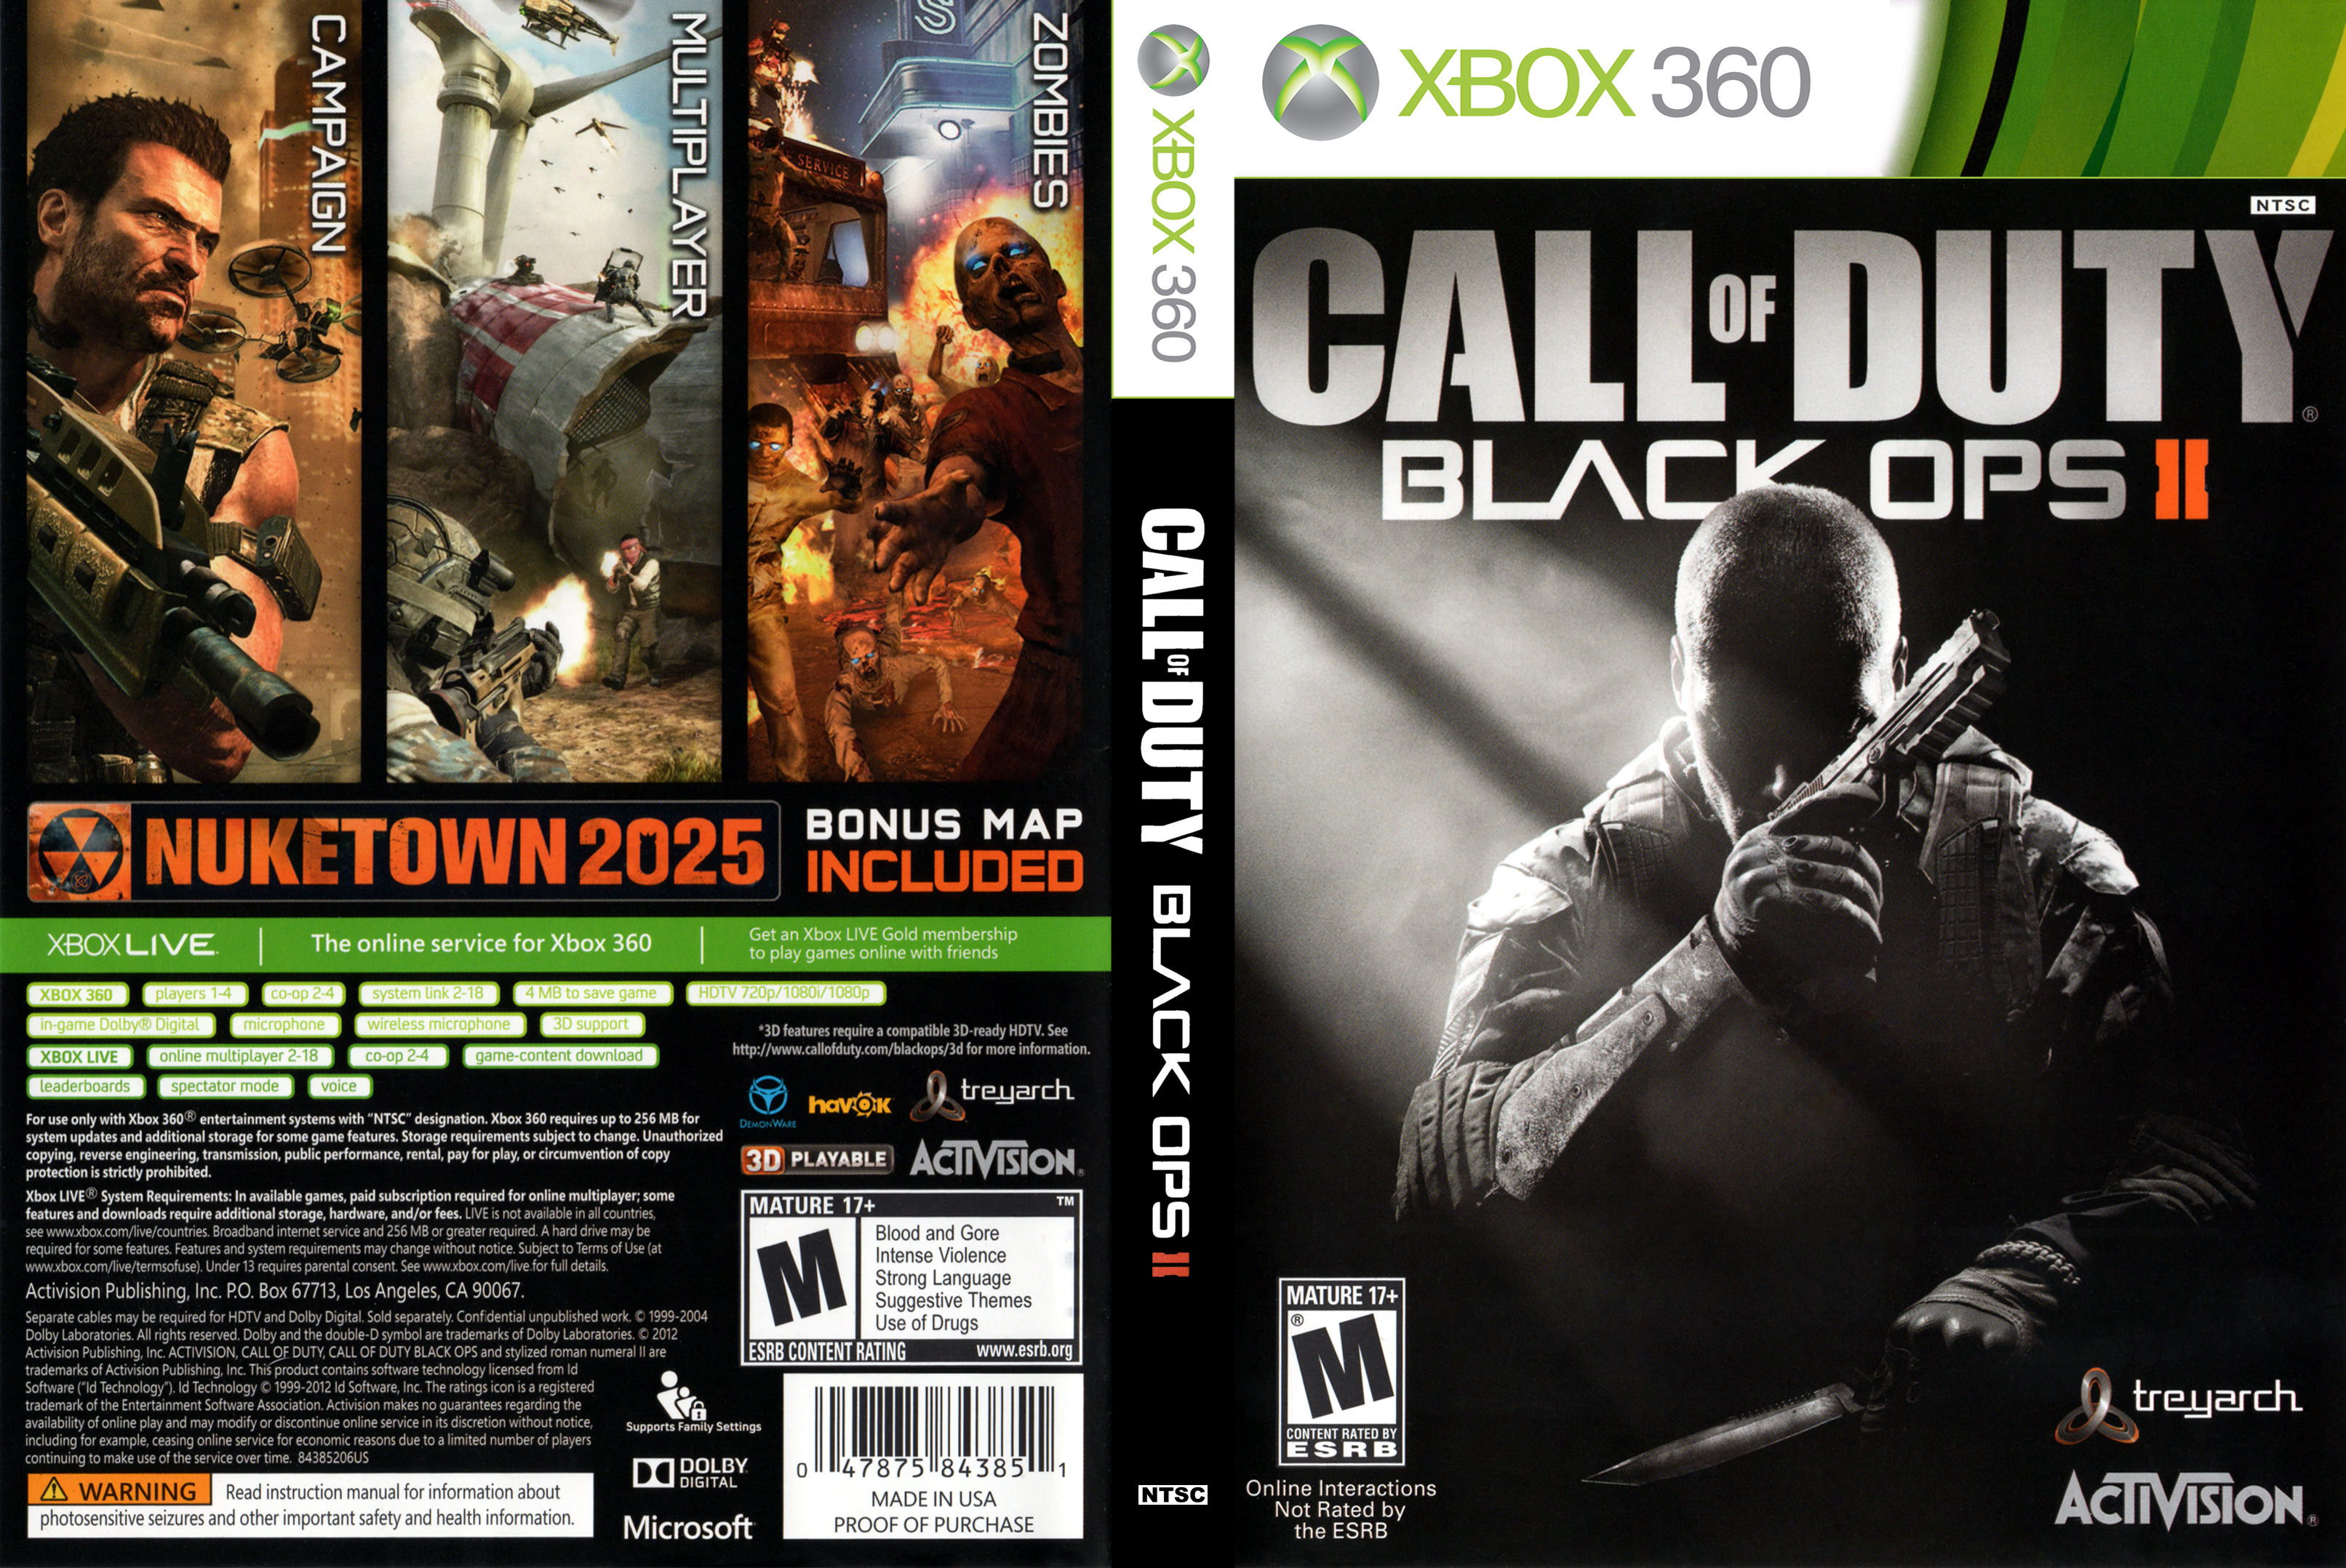 CAMPAIGN
MULTIPLAYER
ZOMBIES
SERVICE
NUKETOWN 2025
BONUS MAP
INCLUDED
XBOX LIVE
The online service for Xbox 360
Get an Xbox LIVE Gold membership
to play games online with friends
XBOX 360 players 1-4 co-op 2-4 system link 2-18 4 MB to save game HDTV 720p/1080i/1080p
in-game Dolby® Digital microphone wireless microphone 3D support
XBOX LIVE online multiplayer 2-18 co-op 2-4 game-content download
leaderboards spectator mode voice
*3D features require a compatible 3D-ready HDTV. See
http://www.callofduty.com/blackops/3d for more information.
DEMONWARE
havok
treyarch
3D PLAYABLE
ACTIVISION®
For use only with Xbox 360® entertainment systems with “NTSC” designation. Xbox 360 requires up to 256 MB for
system updates and additional storage for some game features. Storage requirements subject to change. Unauthorized
copying, reverse engineering, transmission, public performance, rental, pay for play, or circumvention of copy
protection is strictly prohibited.
Xbox LIVE® System Requirements: In available games, paid subscription required for online multiplayer; some
features and downloads require additional storage, hardware, and/or fees. LIVE is not available in all countries,
see www.xbox.com/live/countries. Broadband internet service and 256 MB or greater required. A hard drive may be
required for some features. Features and system requirements may change without notice. Subject to Terms of Use (at
www.xbox.com/live/termsofuse). Under 13 requires parental consent. See www.xbox.com/live for full details.
Activision Publishing, Inc. P.O. Box 67713, Los Angeles, CA 90067.
Separate cables may be required for HDTV and Dolby Digital. Sold separately. Confidential unpublished work. © 1999-2004
Dolby Laboratories. All rights reserved. Dolby and the double-D symbol are trademarks of Dolby Laboratories. © 2012
Activision Publishing, Inc. ACTIVISION, CALL OF DUTY, CALL OF DUTY BLACK OPS and stylized roman numeral II are
trademarks of Activision Publishing, Inc. This product contains software technology licensed from Id
Software (“Id Technology”). Id Technology © 1999-2012 Id Software, Inc. The ratings icon is a registered
trademark of the Entertainment Software Association. Activision makes no guarantees regarding the
availability of online play and may modify or discontinue online service in its discretion without notice,
including for example, ceasing online service for economic reasons due to a limited number of players
continuing to make use of the service over time. 84385206US
WARNING Read instruction manual for information about
photosensitive seizures and other important safety and health information.
Supports Family Settings
DOLBY
DIGITAL
Microsoft
MATURE 17+ ™
M
Blood and Gore
Intense Violence
Strong Language
Suggestive Themes
Use of Drugs
ESRB CONTENT RATING www.esrb.org
0 47875 84385 1
MADE IN USA
PROOF OF PURCHASE
XBOX 360
CALL OF DUTY BLACK OPS II
NTSC
XBOX 360
NTSC
CALL OF DUTY®
BLACK OPS II
MATURE 17+
® M
CONTENT RATED BY
ESRB
Online Interactions
Not Rated by
the ESRB
treyarch
ACTIVISION®